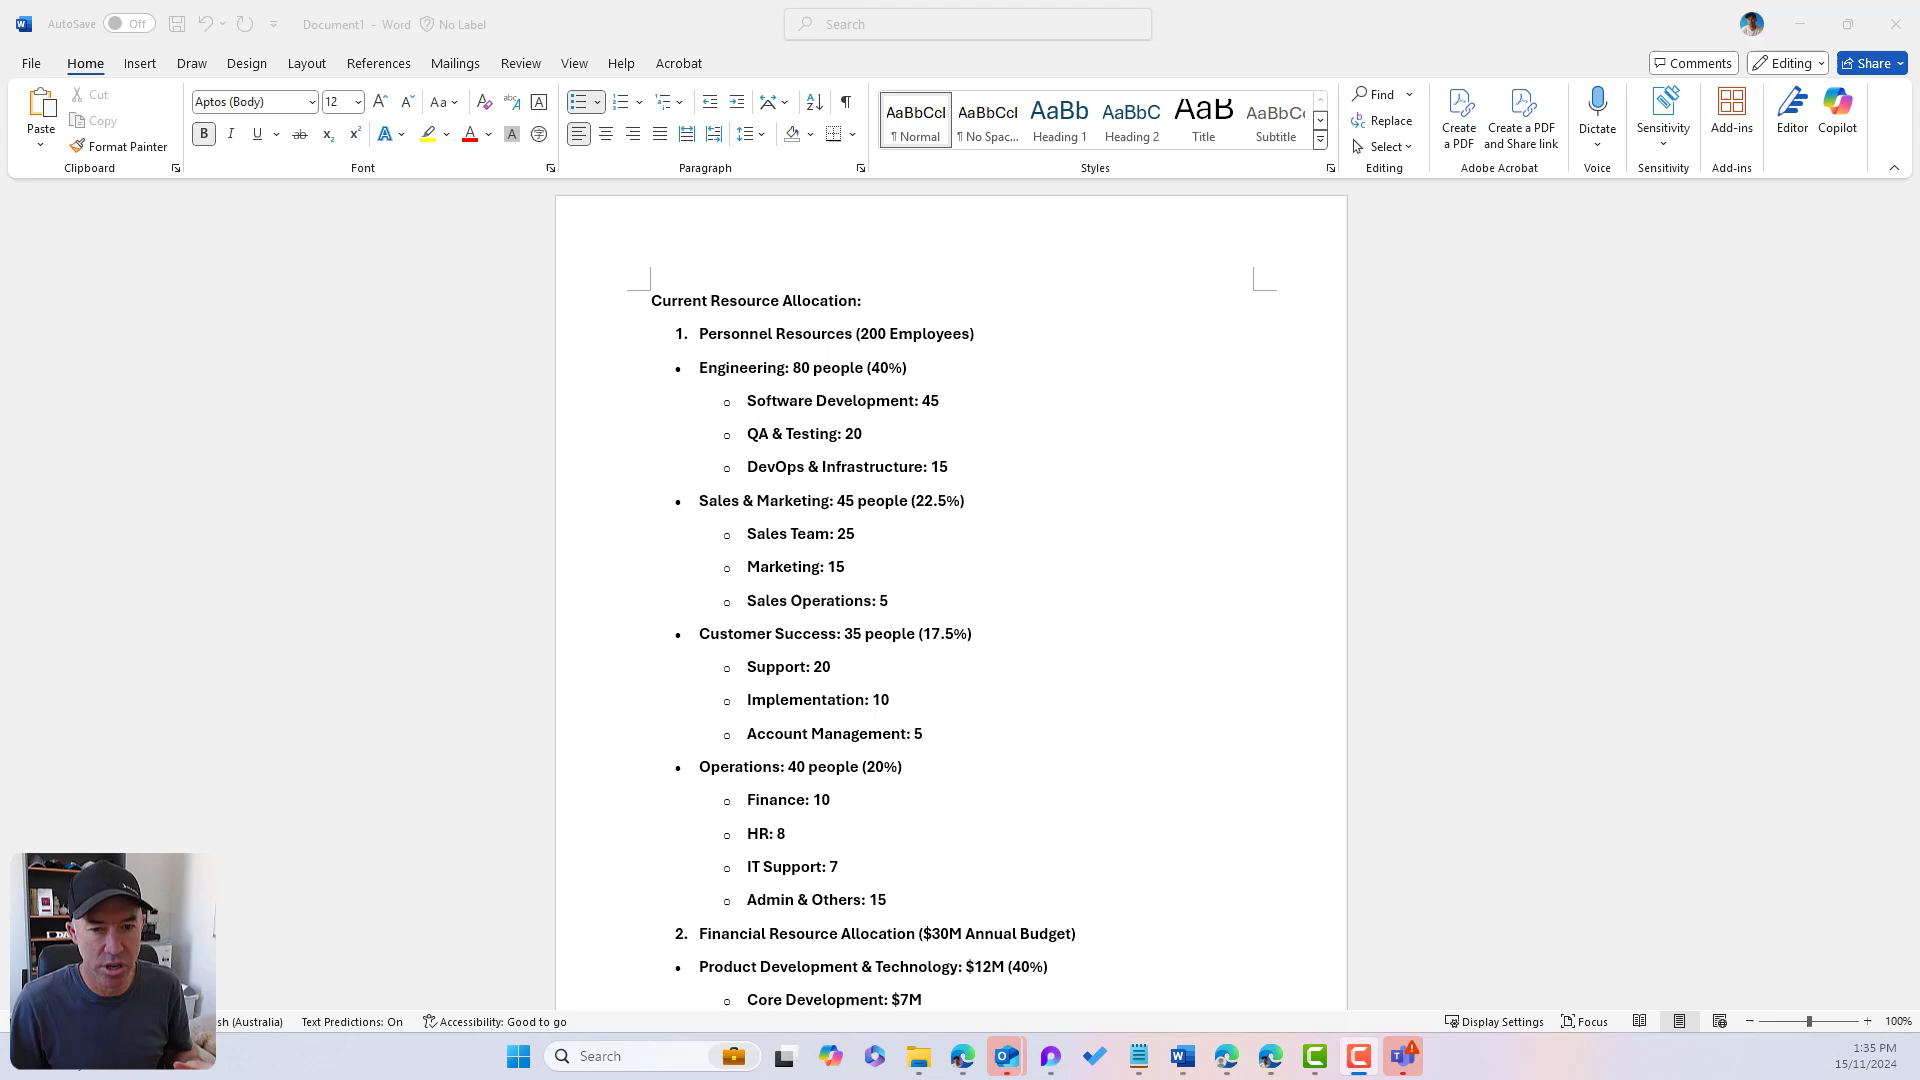 AutoSave Off Document1 - Word No Label Search
File Home Insert Draw Design Layout References Mailings Review View Help Acrobat Comments Editing Share
Paste Cut Copy Format Painter Clipboard
Aptos (Body) 12 Font
Paragraph
AaBbCcI AaBbCcI AaBb AaBbC AaB AaBbCc
¶ Normal ¶ No Spac... Heading 1 Heading 2 Title Subtitle
Styles
Find Replace Select Editing
Create a PDF Create a PDF and Share link Adobe Acrobat
Dictate Voice
Sensitivity Sensitivity
Add-ins Add-ins
Editor Copilot
Current Resource Allocation:
1. Personnel Resources (200 Employees)
• Engineering: 80 people (40%)
o Software Development: 45
o QA & Testing: 20
o DevOps & Infrastructure: 15
• Sales & Marketing: 45 people (22.5%)
o Sales Team: 25
o Marketing: 15
o Sales Operations: 5
• Customer Success: 35 people (17.5%)
o Support: 20
o Implementation: 10
o Account Management: 5
• Operations: 40 people (20%)
o Finance: 10
o HR: 8
o IT Support: 7
o Admin & Others: 15
2. Financial Resource Allocation ($30M Annual Budget)
• Product Development & Technology: $12M (40%)
o Core Development: $7M
sh (Australia) Text Predictions: On Accessibility: Good to go Display Settings Focus 100%
Search
1:35 PM
15/11/2024